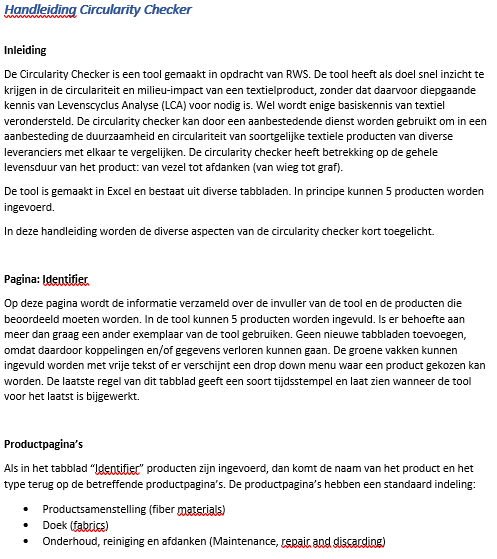 Handleiding Circularity Checker
Inleiding
De Circularity Checker is een tool gemaakt in opdracht van RWS. De tool heeft als doel snel inzicht te
krijgen in de circulariteit en milieu-impact van een textielproduct, zonder dat daarvoor diepgaande
kennis van Levenscyclus Analyse (LCA) voor nodig is. Wel wordt enige basiskennis van textiel
verondersteld. De circularity checker kan door een aanbestedende dienst worden gebruikt om in een
aanbesteding de duurzaamheid en circulariteit van soortgelijke textiele producten van diverse
leveranciers met elkaar te vergelijken. De circularity checker heeft betrekking op de gehele
levensduur van het product: van vezel tot afdanken (van wieg tot graf).
De tool is gemaakt in Excel en bestaat uit diverse tabbladen. In principe kunnen 5 producten worden
ingevoerd.
In deze handleiding worden de diverse aspecten van de circularity checker kort toegelicht.
Pagina: Identifier
Op deze pagina wordt de informatie verzameld over de invuller van de tool en de producten die
beoordeeld moeten worden. In de tool kunnen 5 producten worden ingevuld. Is er behoefte aan
meer dan graag een ander exemplaar van de tool gebruiken. Geen nieuwe tabbladen toevoegen,
omdat daardoor koppelingen en/of gegevens verloren kunnen gaan. De groene vakken kunnen
ingevuld worden met vrije tekst of er verschijnt een drop down menu waar een product gekozen kan
worden. De laatste regel van dit tabblad geeft een soort tijdsstempel en laat zien wanneer de tool
voor het laatst is bijgewerkt.
Productpagina's
Als in het tabblad "Identifier" producten zijn ingevoerd, dan komt de naam van het product en het
type terug op de betreffende productpagina's. De productpagina's hebben een standaard indeling:
• Productsamenstelling (fiber materials)
• Doek (fabrics)
• Onderhoud, reiniging en afdanken (Maintenance, repair and discarding)